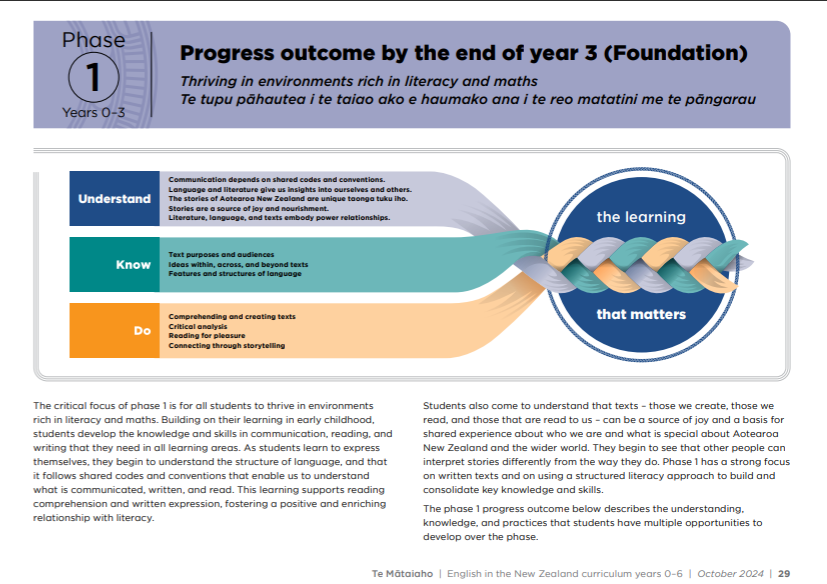 Phase
1
Years 0–3
Progress outcome by the end of year 3 (Foundation)
Thriving in environments rich in literacy and maths
Te tupu pāhautea i te taiao ako e haumako ana i te reo matatini me te pāngarau
Understand
Communication depends on shared codes and conventions.
Language and literature give us insights into ourselves and others.
The stories of Aotearoa New Zealand are unique taonga tuku iho.
Stories are a source of joy and nourishment.
Literature, language, and texts embody power relationships.
Know
Text purposes and audiences
Ideas within, across, and beyond texts
Features and structures of language
Do
Comprehending and creating texts
Critical analysis
Reading for pleasure
Connecting through storytelling
the learning
that matters
The critical focus of phase 1 is for all students to thrive in environments
rich in literacy and maths. Building on their learning in early childhood,
students develop the knowledge and skills in communication, reading, and
writing that they need in all learning areas. As students learn to express
themselves, they begin to understand the structure of language, and that
it follows shared codes and conventions that enable us to understand
what is communicated, written, and read. This learning supports reading
comprehension and written expression, fostering a positive and enriching
relationship with literacy.
Students also come to understand that texts – those we create, those we
read, and those that are read to us – can be a source of joy and a basis for
shared experience about who we are and what is special about Aotearoa
New Zealand and the wider world. They begin to see that other people can
interpret stories differently from the way they do. Phase 1 has a strong focus
on written texts and on using a structured literacy approach to build and
consolidate key knowledge and skills.
The phase 1 progress outcome below describes the understanding,
knowledge, and practices that students have multiple opportunities to
develop over the phase.
Te Mātaiaho | English in the New Zealand curriculum years 0–6 | October 2024 | 29